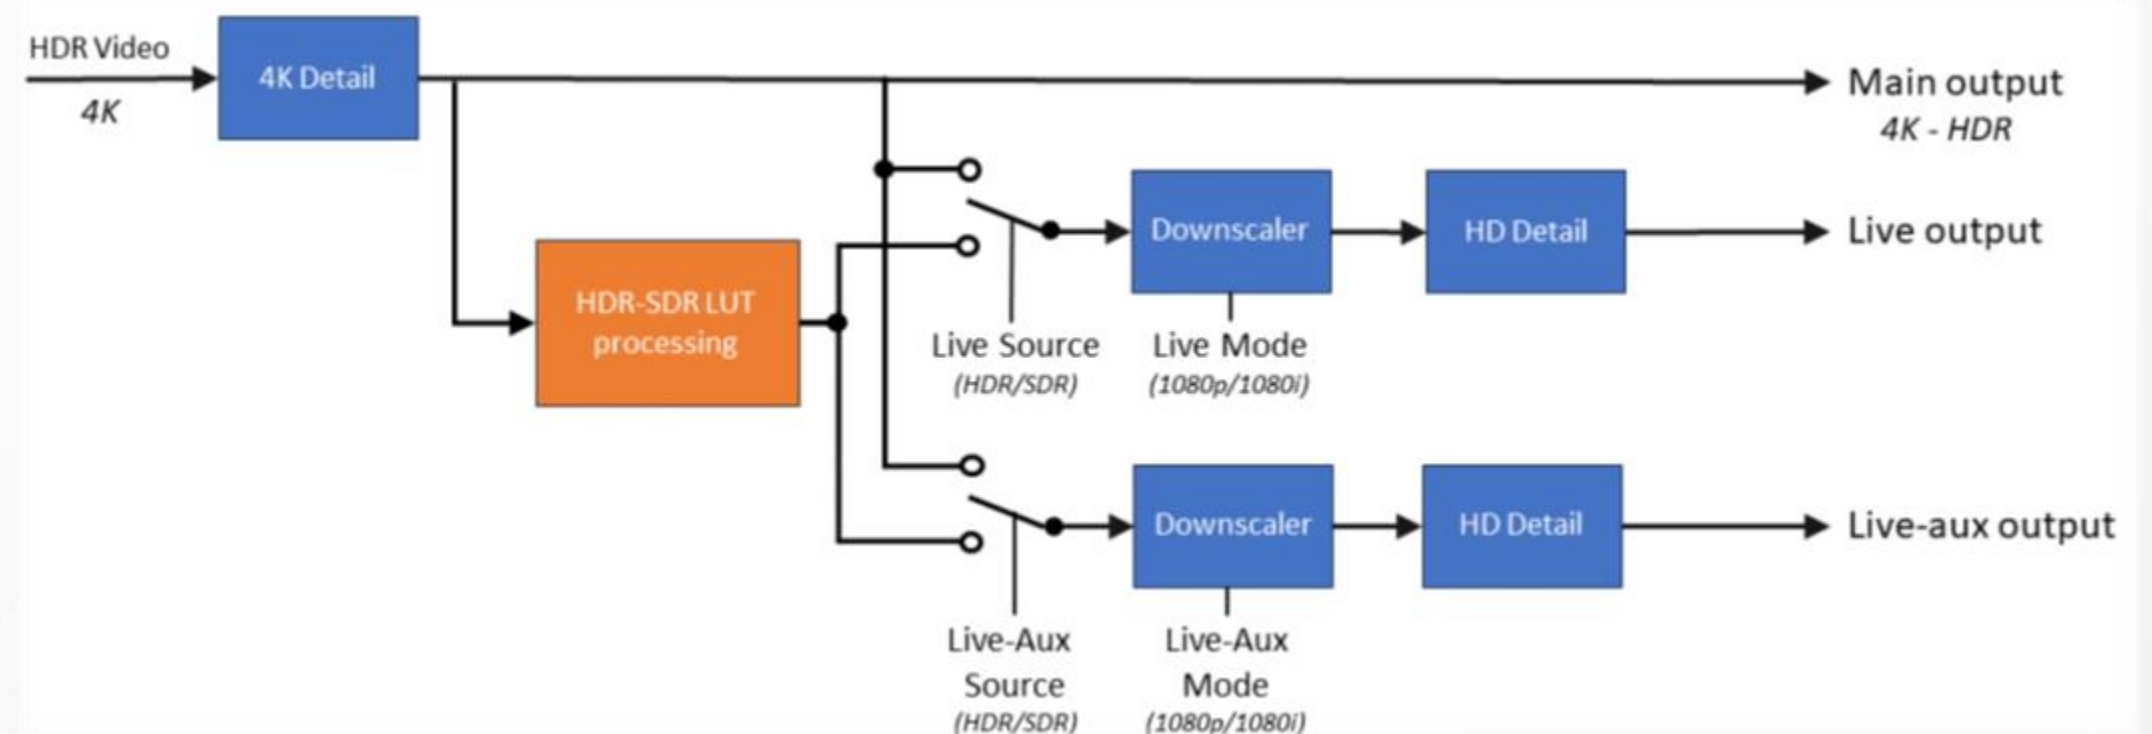 HDR Video
4K
4K Detail
Main output
4K - HDR
Downscaler
HD Detail
Live output
HDR-SDR LUT
processing
Live Source
(HDR/SDR)
Live Mode
(1080p/1080i)
Downscaler
HD Detail
Live-aux output
Live-Aux
Source
(HDR/SDR)
Live-Aux
Mode
(1080p/1080i)